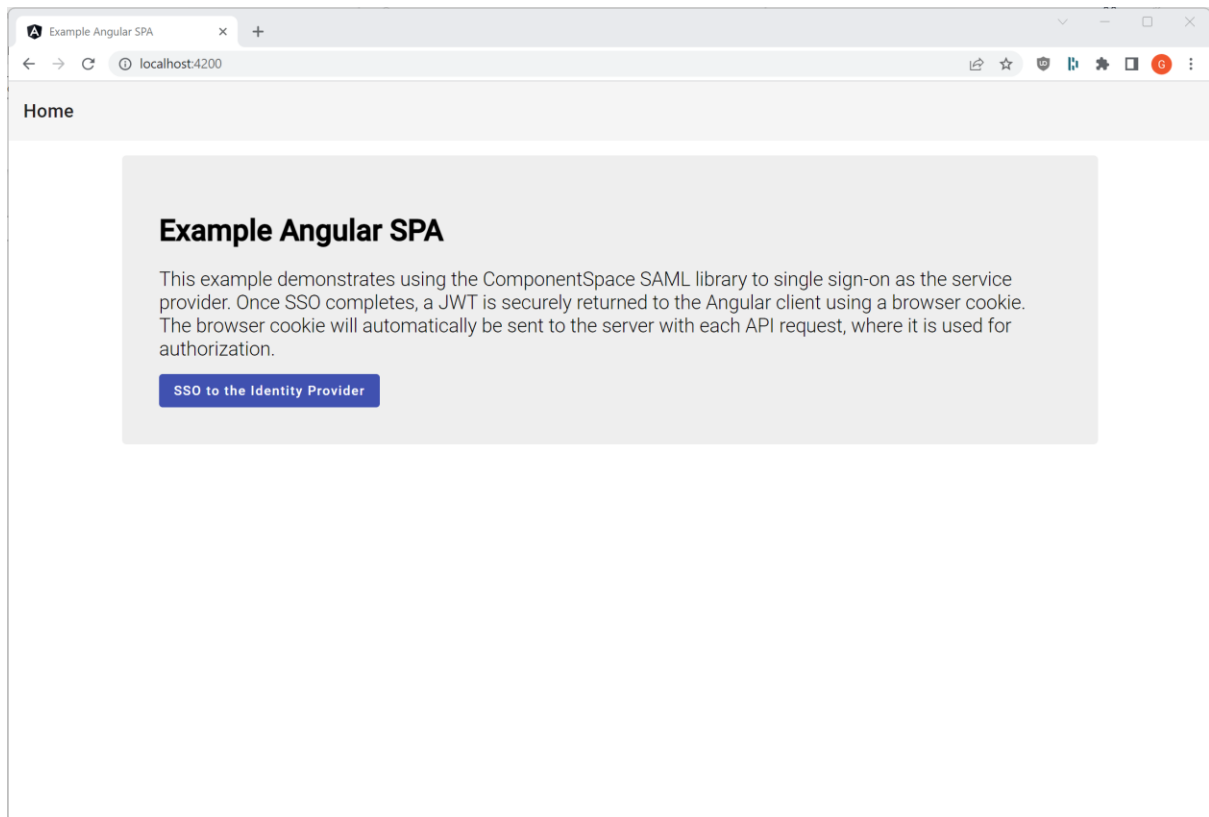 Example Angular SPA
localhost:4200
G
Home
Example Angular SPA
This example demonstrates using the ComponentSpace SAML library to single sign-on as the service
provider. Once SSO completes, a JWT is securely returned to the Angular client using a browser cookie.
The browser cookie will automatically be sent to the server with each API request, where it is used for
authorization.
SSO to the Identity Provider